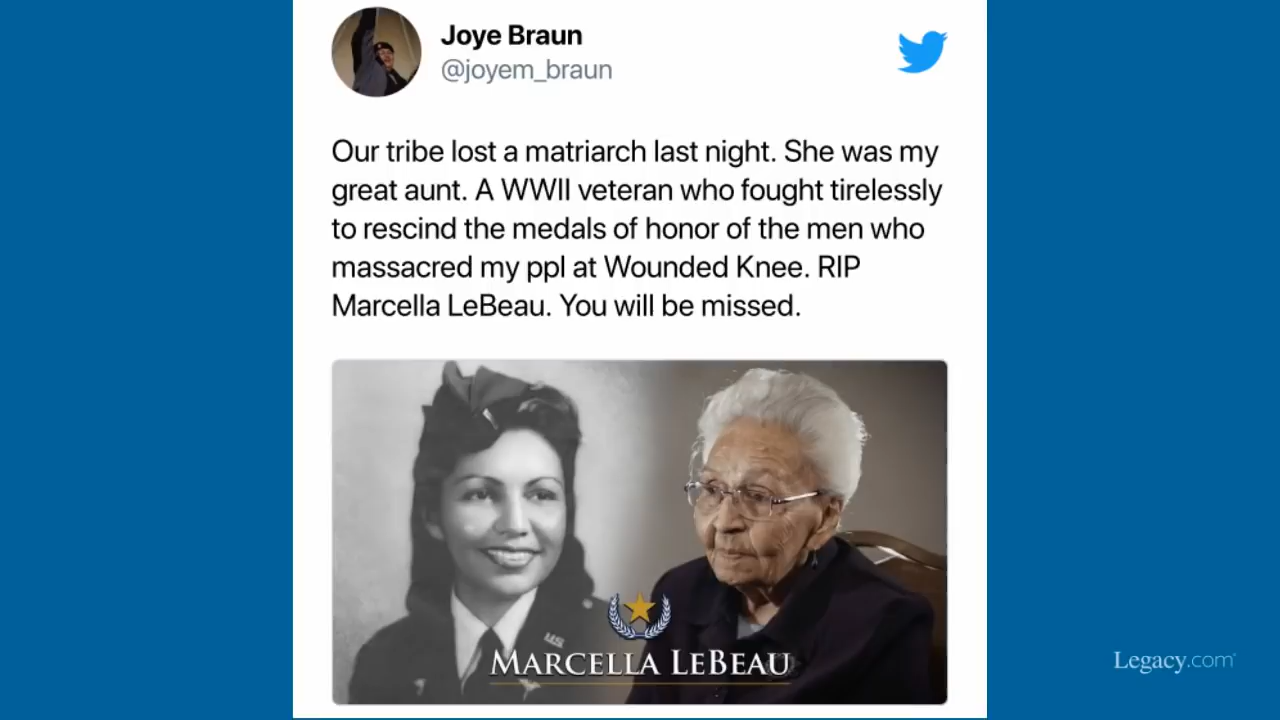 Joye Braun
@joyem_braun
Our tribe lost a matriarch last night. She was my
great aunt. A WWII veteran who fought tirelessly
to rescind the medals of honor of the men who
massacred my ppl at Wounded Knee. RIP
Marcella LeBeau. You will be missed.
U.S.
MARCELLA LEBEAU
Legacy.com